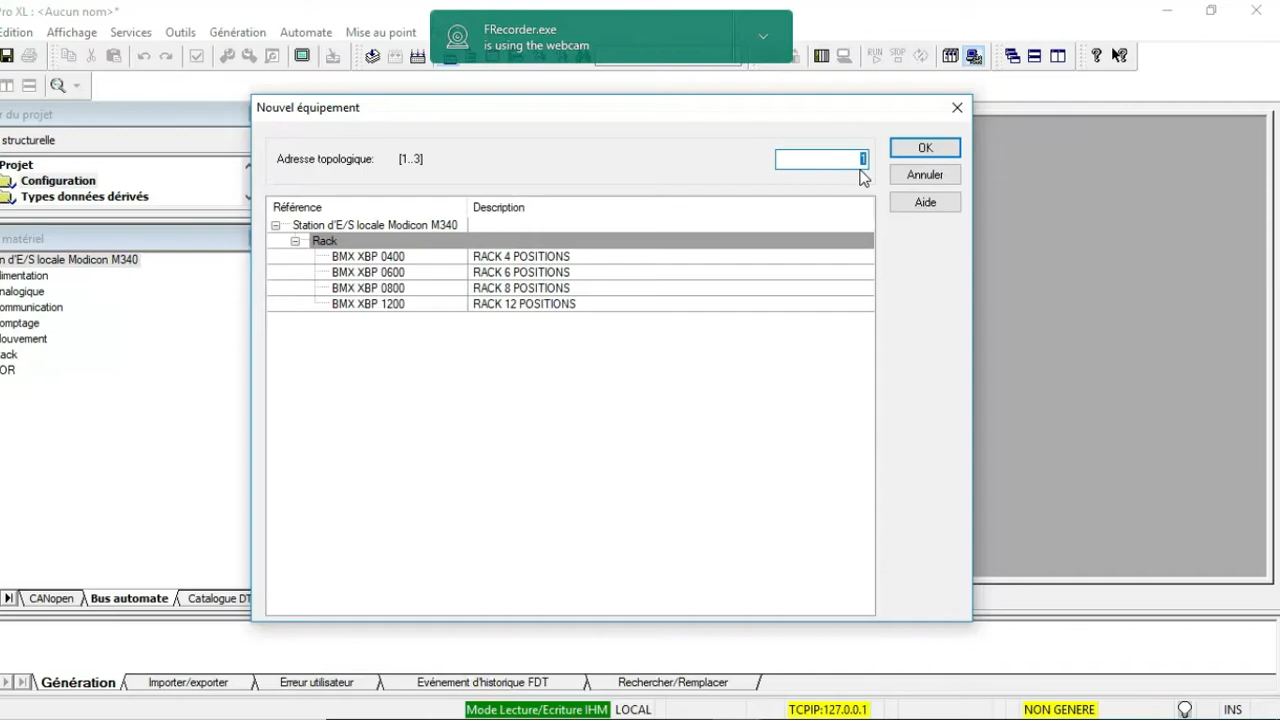 Pro XL : <Aucun nom>*
Edition Affichage Services Outils Génération Automate Mise au point
FRecorder.exe
is using the webcam
RUN STOP
Nouvel équipement
Adresse topologique: [1..3] 1
OK
Annuler
Aide
Référence Description
Station d'E/S locale Modicon M340
Rack
BMX XBP 0400 RACK 4 POSITIONS
BMX XBP 0600 RACK 6 POSITIONS
BMX XBP 0800 RACK 8 POSITIONS
BMX XBP 1200 RACK 12 POSITIONS
r du projet
structurelle
Projet
Configuration
Types données dérivés
matériel
n d'E/S locale Modicon M340
limentation
nalogique
ommunication
omptage
ouvement
ack
OR
CANopen Bus automate Catalogue DT
Génération Importer/exporter Erreur utilisateur Evénement d'historique FDT Rechercher/Remplacer
Mode Lecture/Ecriture IHM LOCAL TCPIP:127.0.0.1 NON GENERE INS